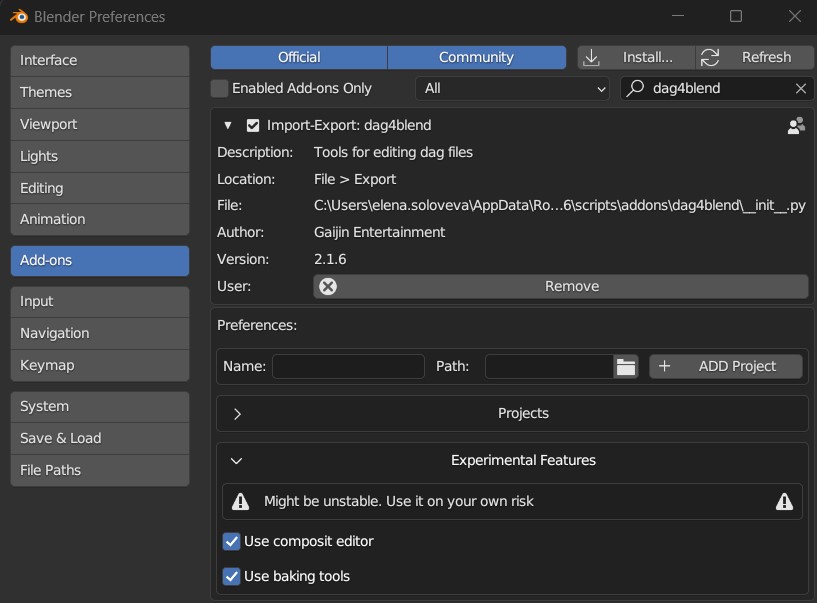 Blender Preferences
Interface
Themes
Viewport
Lights
Editing
Animation
Add-ons
Input
Navigation
Keymap
System
Save & Load
File Paths
Official Community Install... Refresh
Enabled Add-ons Only All dag4blend
Import-Export: dag4blend
Description: Tools for editing dag files
Location: File > Export
File: C:\Users\elena.soloveva\AppData\Ro...6\scripts\addons\dag4blend\__init__.py
Author: Gaijin Entertainment
Version: 2.1.6
User: Remove
Preferences:
Name: Path: ADD Project
Projects
Experimental Features
Might be unstable. Use it on your own risk
Use composit editor
Use baking tools